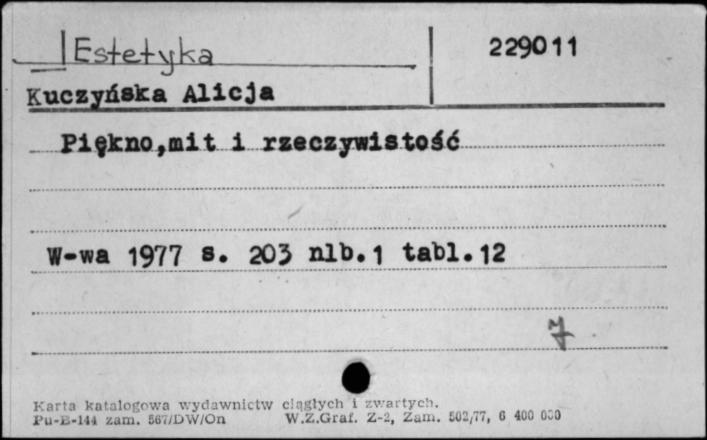 Estetyka
229011
Kuczyńska Alicja
Piękno,mit i rzeczywistość
W-wa 1977 s. 203 nlb.1 tabl.12
Karta katalogowa wydawnictw ciągłych i zwartych.
Pu-B-144 zam. 567/DW/On W.Z.Graf. Z-2, Zam. 502/77, 6 400 000